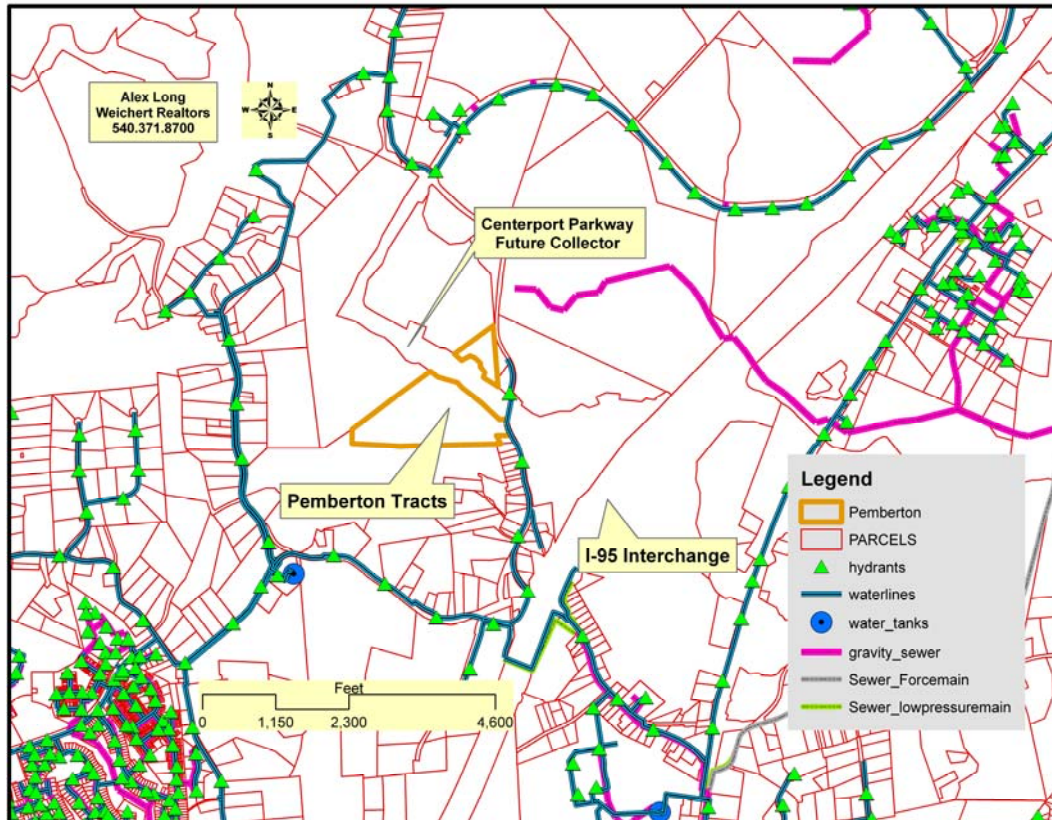 Alex Long
Weichert Realtors
540.371.8700
N
W
E
S
Centerport Parkway
Future Collector
Pemberton Tracts
I-95 Interchange
Legend
Pemberton
PARCELS
hydrants
waterlines
water_tanks
gravity_sewer
Sewer_Forcemain
Sewer_lowpressuremain
Feet
0 1,150 2,300 4,600